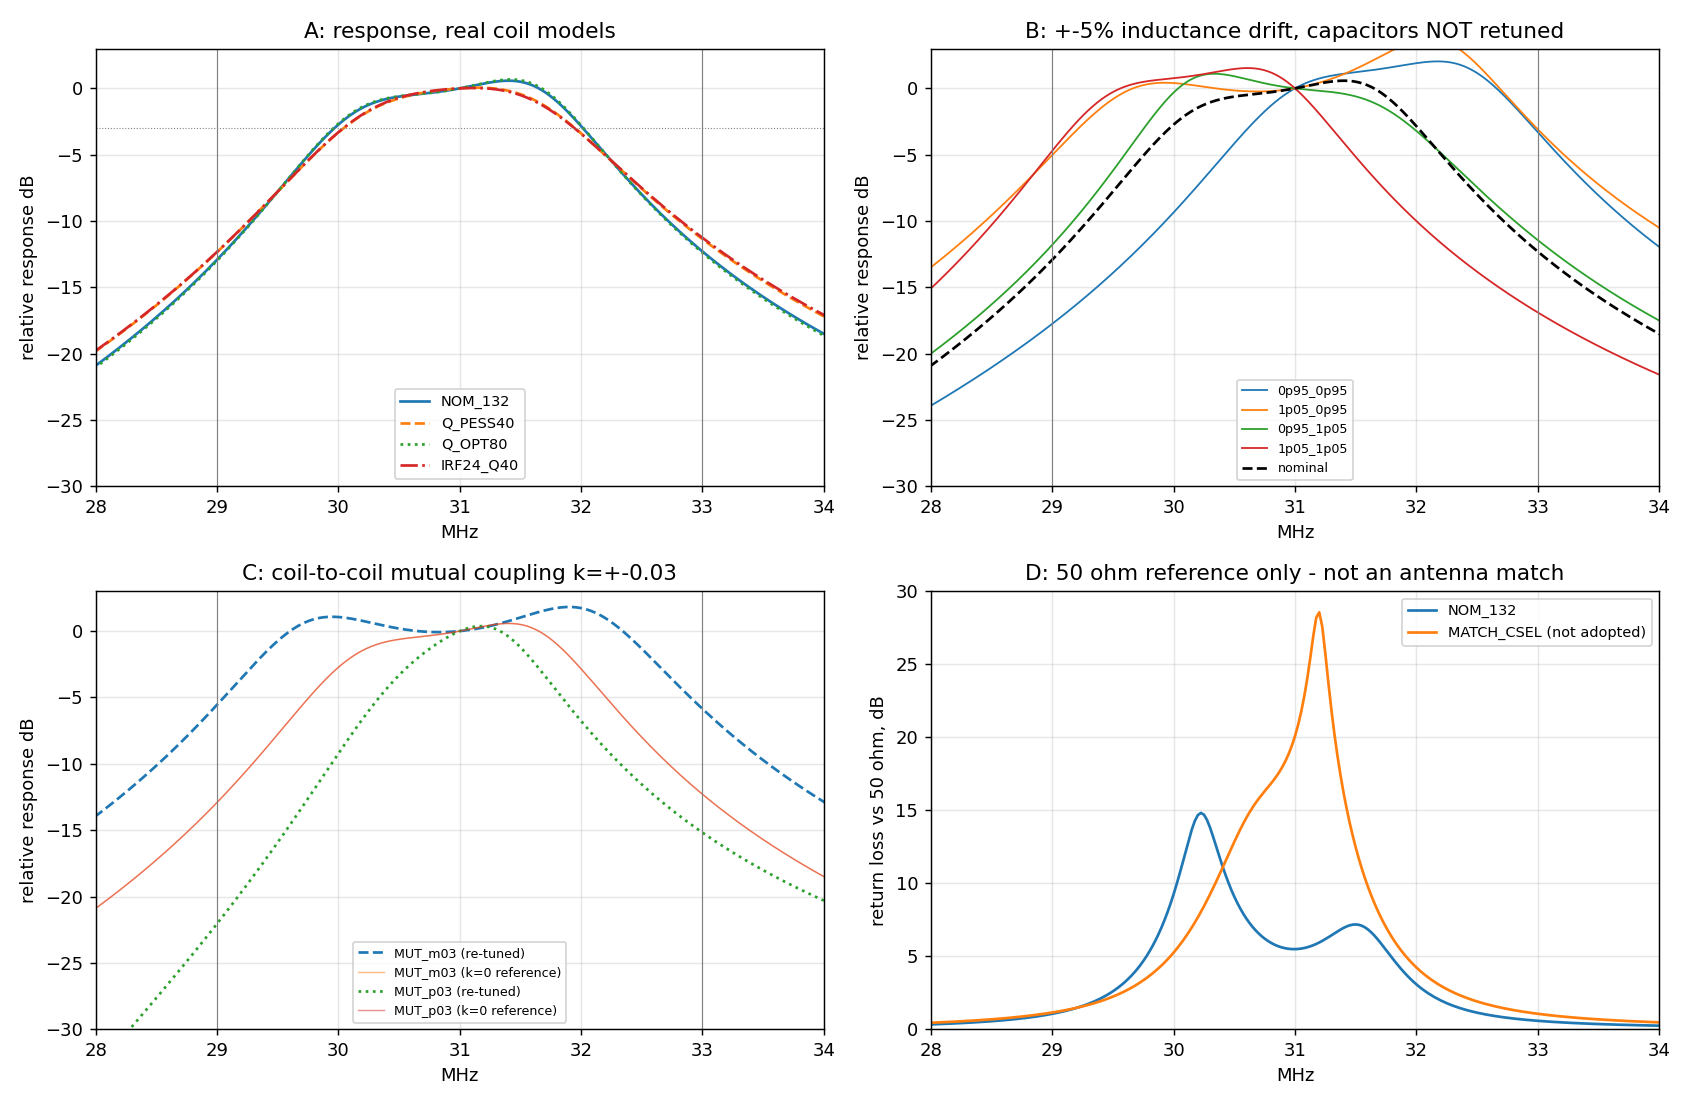 A: response, real coil models
0
−5
−10
−15
−20
−25
−30
relative response dB
NOM_132
Q_PESS40
Q_OPT80
IRF24_Q40
28
29
30
31
32
33
34
MHz
B: +-5% inductance drift, capacitors NOT retuned
0
−5
−10
−15
−20
−25
−30
relative response dB
0p95_0p95
1p05_0p95
0p95_1p05
1p05_1p05
nominal
28
29
30
31
32
33
34
MHz
C: coil-to-coil mutual coupling k=+-0.03
0
−5
−10
−15
−20
−25
−30
relative response dB
MUT_m03 (re-tuned)
MUT_m03 (k=0 reference)
MUT_p03 (re-tuned)
MUT_p03 (k=0 reference)
28
29
30
31
32
33
34
MHz
D: 50 ohm reference only - not an antenna match
30
25
20
15
10
5
0
return loss vs 50 ohm, dB
NOM_132
MATCH_CSEL (not adopted)
28
29
30
31
32
33
34
MHz